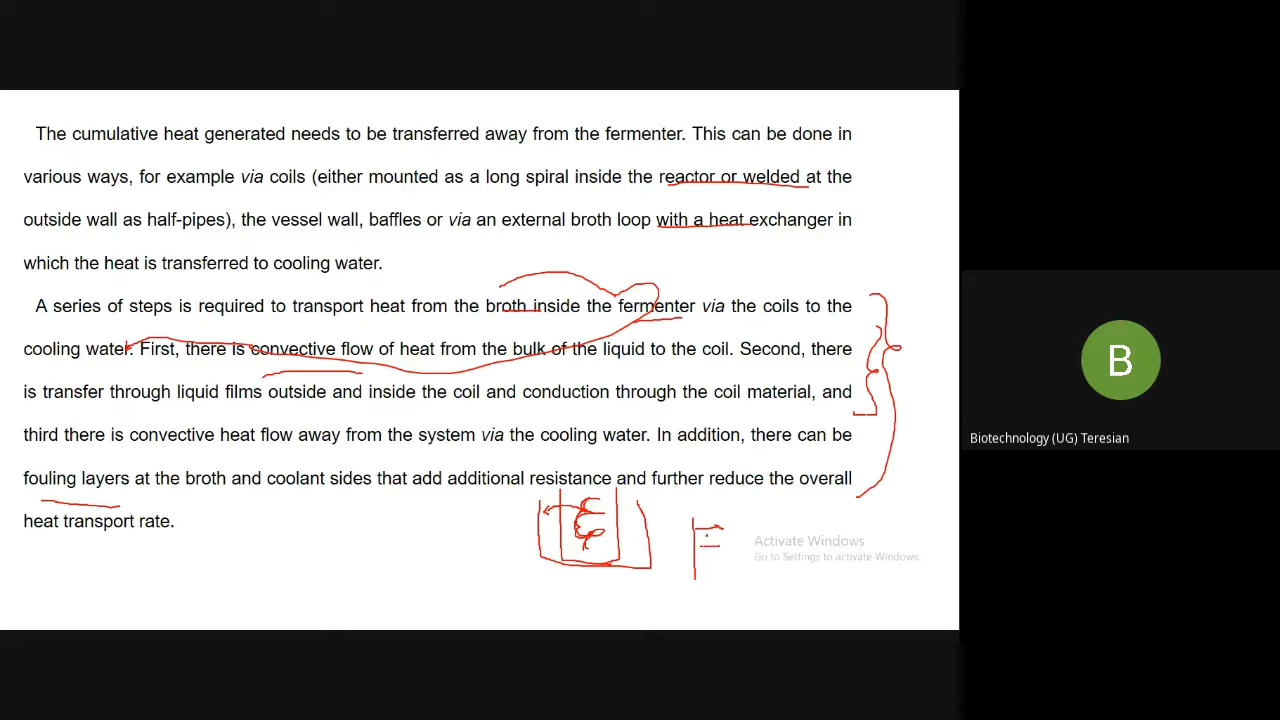 The cumulative heat generated needs to be transferred away from the fermenter. This can be done in
various ways, for example via coils (either mounted as a long spiral inside the reactor or welded at the
outside wall as half-pipes), the vessel wall, baffles or via an external broth loop with a heat exchanger in
which the heat is transferred to cooling water.
A series of steps is required to transport heat from the broth inside the fermenter via the coils to the
cooling water. First, there is convective flow of heat from the bulk of the liquid to the coil. Second, there
is transfer through liquid films outside and inside the coil and conduction through the coil material, and
third there is convective heat flow away from the system via the cooling water. In addition, there can be
fouling layers at the broth and coolant sides that add additional resistance and further reduce the overall
heat transport rate.
Activate Windows
Go to Settings to activate Windows.
B
Biotechnology (UG) Teresian